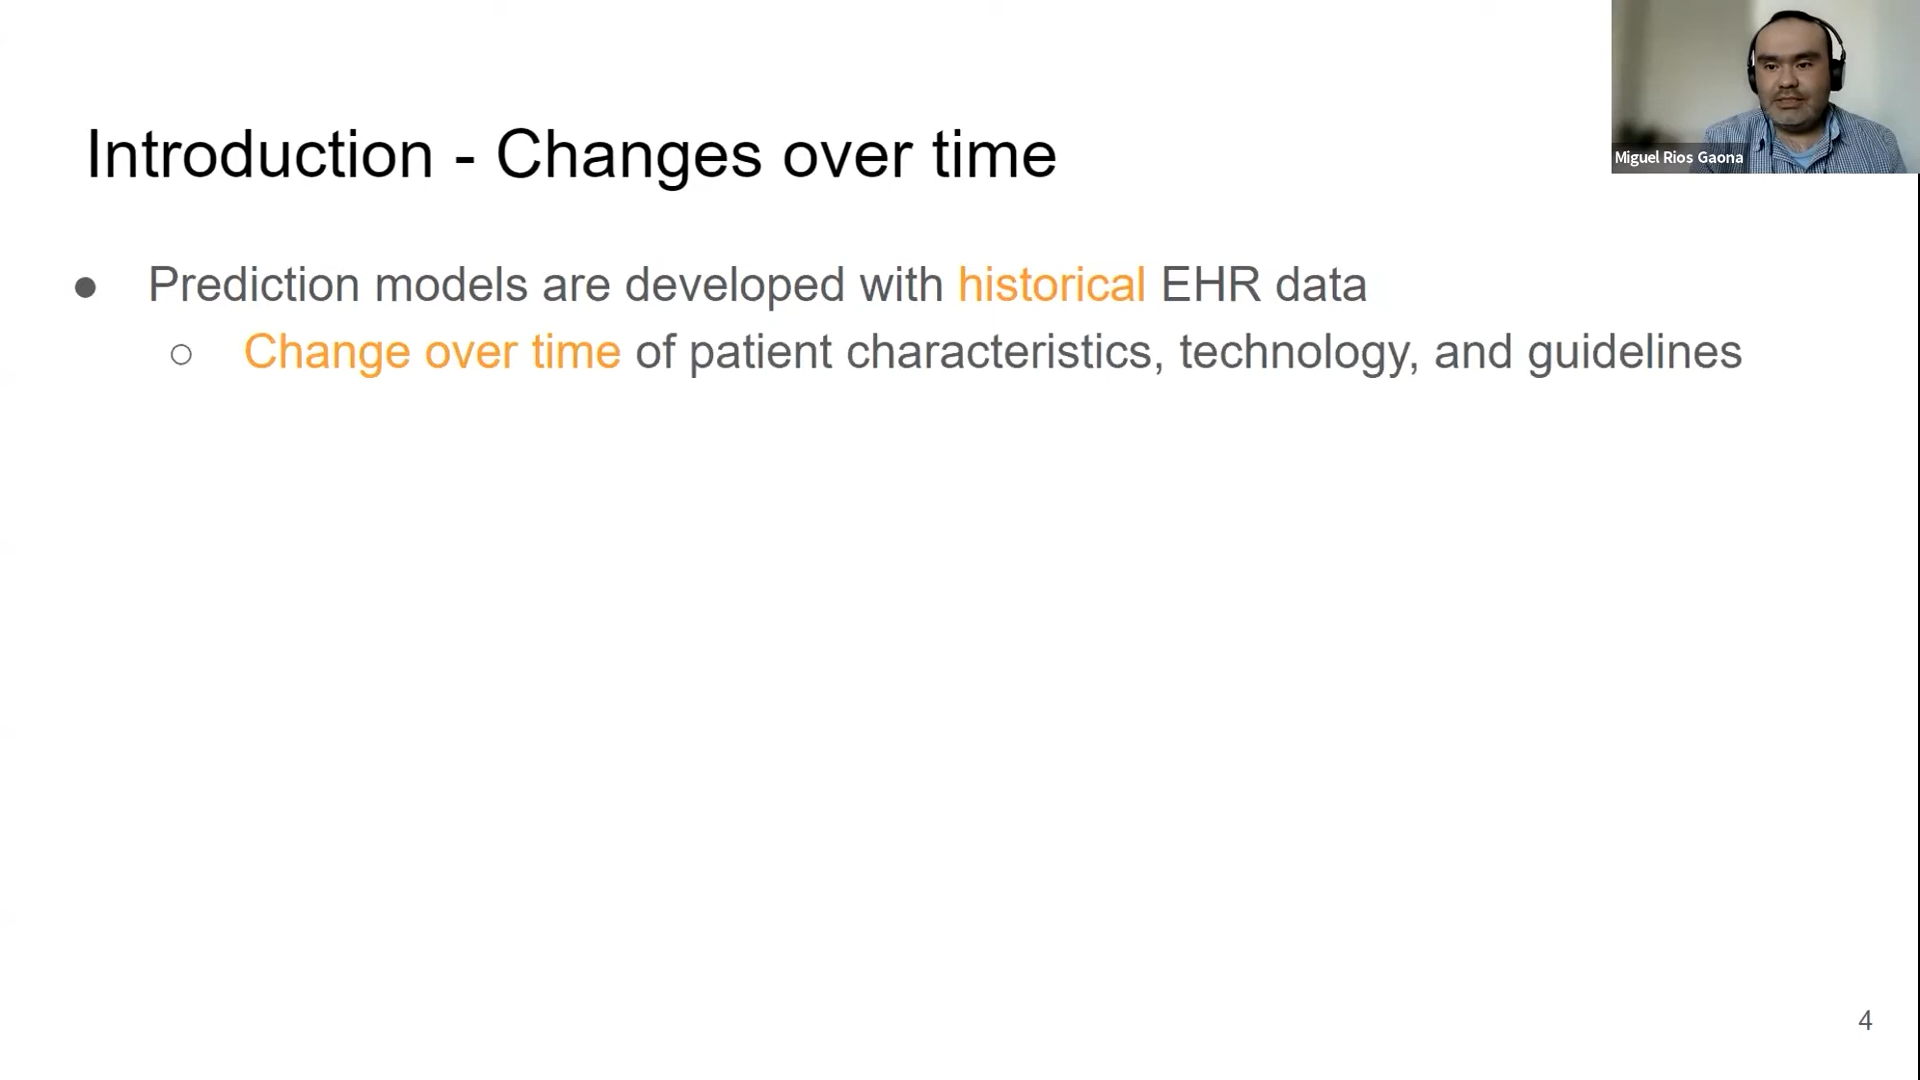 Miguel Rios Gaona
Introduction - Changes over time
● Prediction models are developed with historical EHR data
○ Change over time of patient characteristics, technology, and guidelines
4